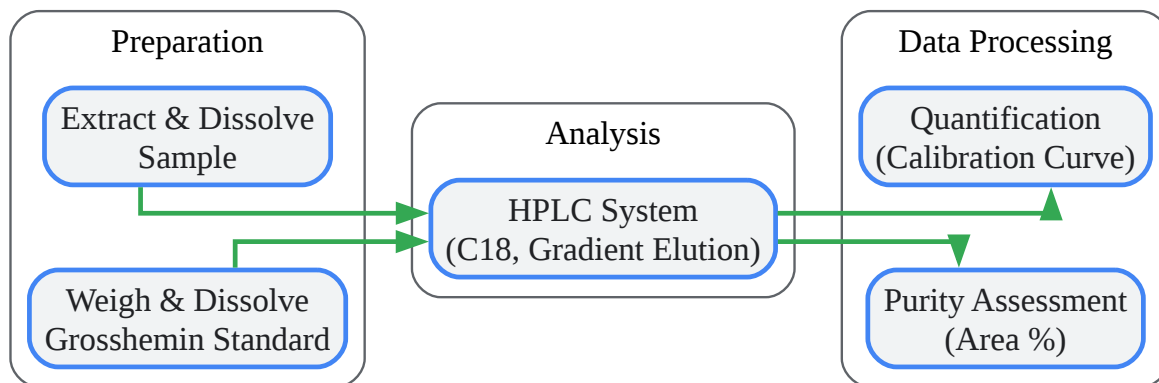 Preparation
Extract & Dissolve
Sample
Weigh & Dissolve
Grosshemin Standard
Analysis
HPLC System
(C18, Gradient Elution)
Data Processing
Quantification
(Calibration Curve)
Purity Assessment
(Area %)